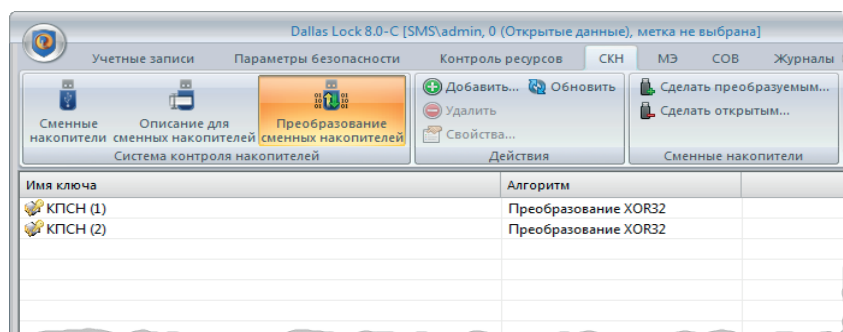 Dallas Lock 8.0-C [SMS\admin, 0 (Открытые данные), метка не выбрана]
Учетные записи Параметры безопасности Контроль ресурсов СКН МЭ СОВ Журналы
Добавить... Обновить Сделать преобразуемым...
Удалить Сделать открытым...
Сменные накопители Описание для сменных накопителей Преобразование сменных накопителей Свойства...
Система контроля накопителей Действия Сменные накопители
Имя ключа Алгоритм
КПСН (1) Преобразование XOR32
КПСН (2) Преобразование XOR32